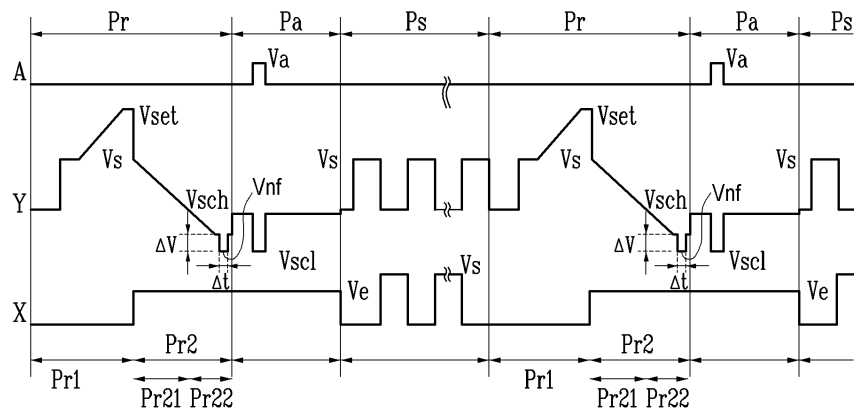 Pr Pa Ps Pr Pa Ps
A Va Va
Vset Vset
Vs Vs Vs Vs
Y Vsch Vnf Vsch Vnf
ΔV Vscl ΔV Vscl
Δt Ve Vs Δt Ve
X
Pr2 Pr2
Pr1 Pr1
Pr21 Pr22 Pr21 Pr22